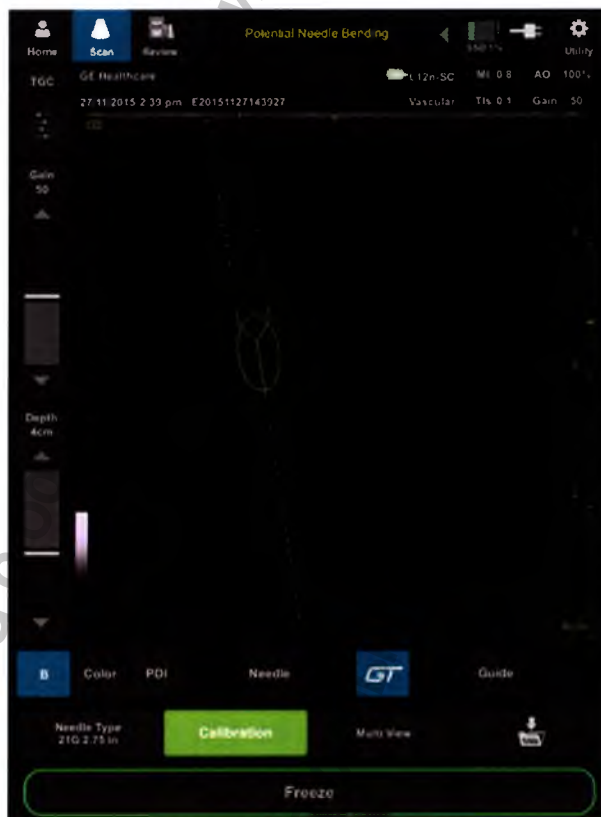 Potential Needle Bending
Home Scan Review Utility
TGC GE Healthcare L12n-SC MI 0.8 AO 100%
27.11.2015 2:39 pm E20151127143927 Vascular TIs 0.1 Gain 50
Gain
50
Depth
4cm
B Color PDI Needle GT Guide
Needle Type
21G 2.75 in
Calibration Multi View
Freeze